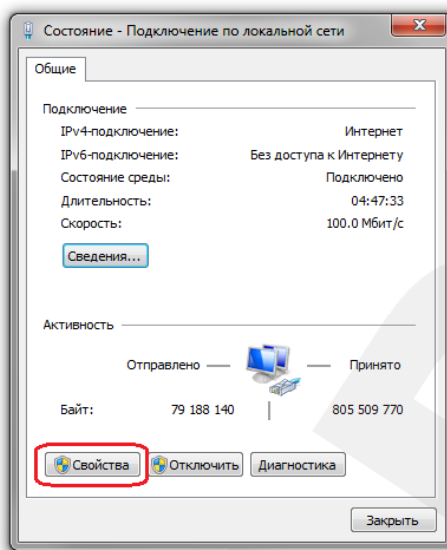 Состояние - Подключение по локальной сети
Общие
Подключение
IPv4-подключение: Интернет
IPv6-подключение: Без доступа к Интернету
Состояние среды: Подключено
Длительность: 04:47:33
Скорость: 100.0 Мбит/с
Сведения...
Активность
Отправлено — — Принято
Байт: 79 188 140 | 805 509 770
Свойства Отключить Диагностика
Закрыть